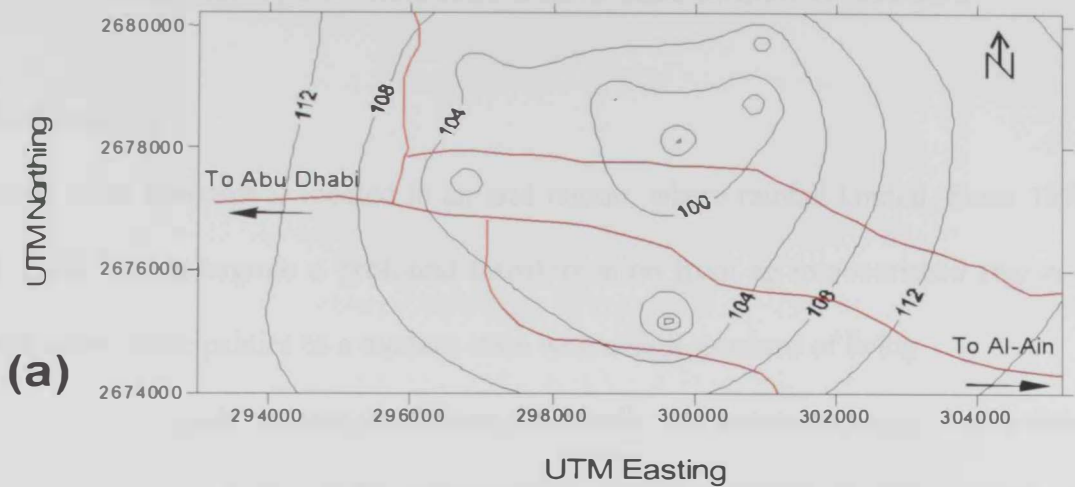 2680000
2678000
2676000
2674000
UTM Northing
112
108
104
100
104
108
112
N
To Abu Dhabi
To Al-Ain
(a)
294000 296000 298000 300000 302000 304000
UTM Easting